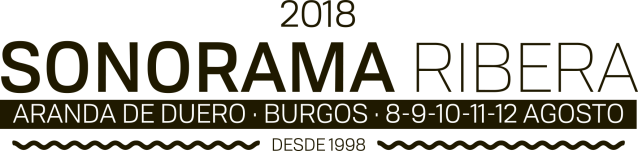 2018
SONORAMA RIBERA
ARANDA DE DUERO · BURGOS · 8-9-10-11-12 AGOSTO
DESDE 1998